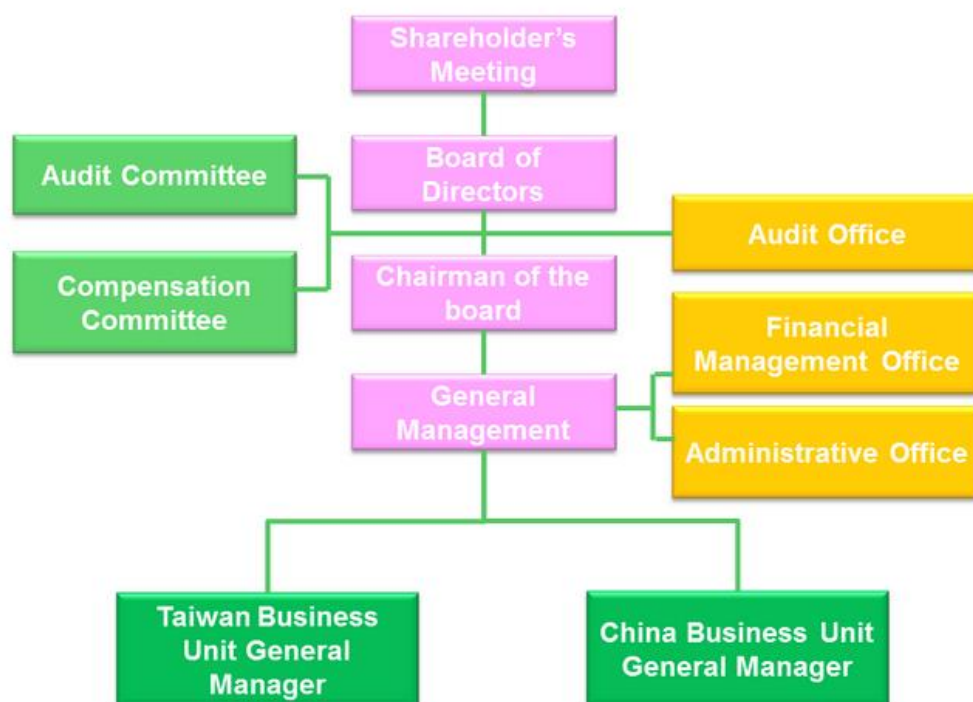 Shareholder's
Meeting
Board of
Directors
Audit Committee
Audit Office
Chairman of the
board
Compensation
Committee
Financial
Management Office
General
Management
Administrative Office
Taiwan Business
Unit General
Manager
China Business Unit
General Manager